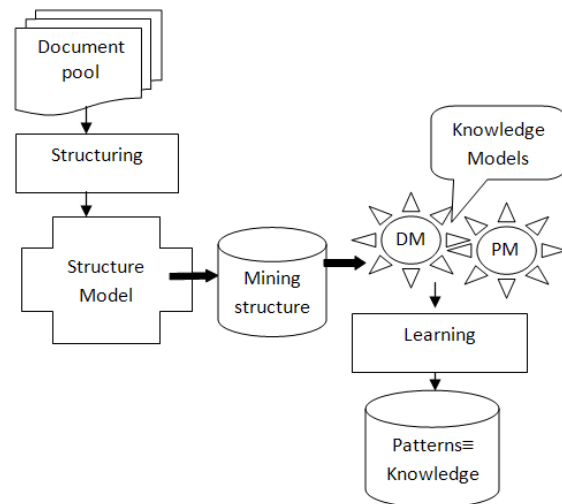 Document
pool
Structuring
Structure
Model
Mining
structure
Knowledge
Models
DM
PM
Learning
Patterns≡
Knowledge